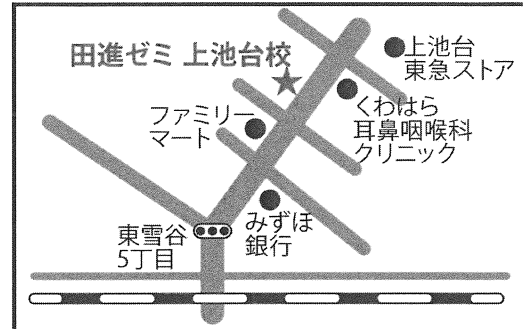 田進ゼミ 上池台校
上池台
東急ストア
くわはら
耳鼻咽喉科
クリニック
ファミリー
マート
みずほ
銀行
東雪谷
5丁目